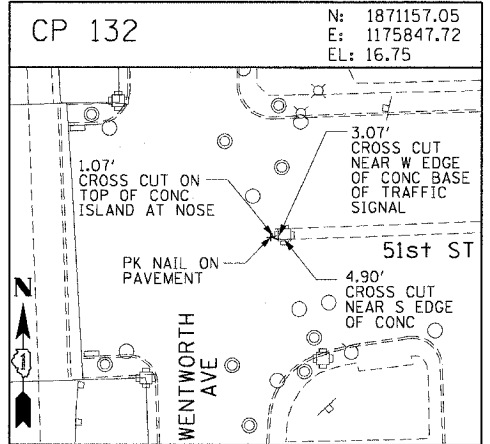 CP 132
N: 1871157.05
E: 1175847.72
EL: 16.75
3.07'
CROSS CUT
NEAR W EDGE
OF CONC BASE
OF TRAFFIC
SIGNAL
1.07'
CROSS CUT ON
TOP OF CONC
ISLAND AT NOSE
PK NAIL ON
PAVEMENT
51st ST
4.90'
CROSS CUT
NEAR S EDGE
OF CONC
N
WENTWORTH
AVE